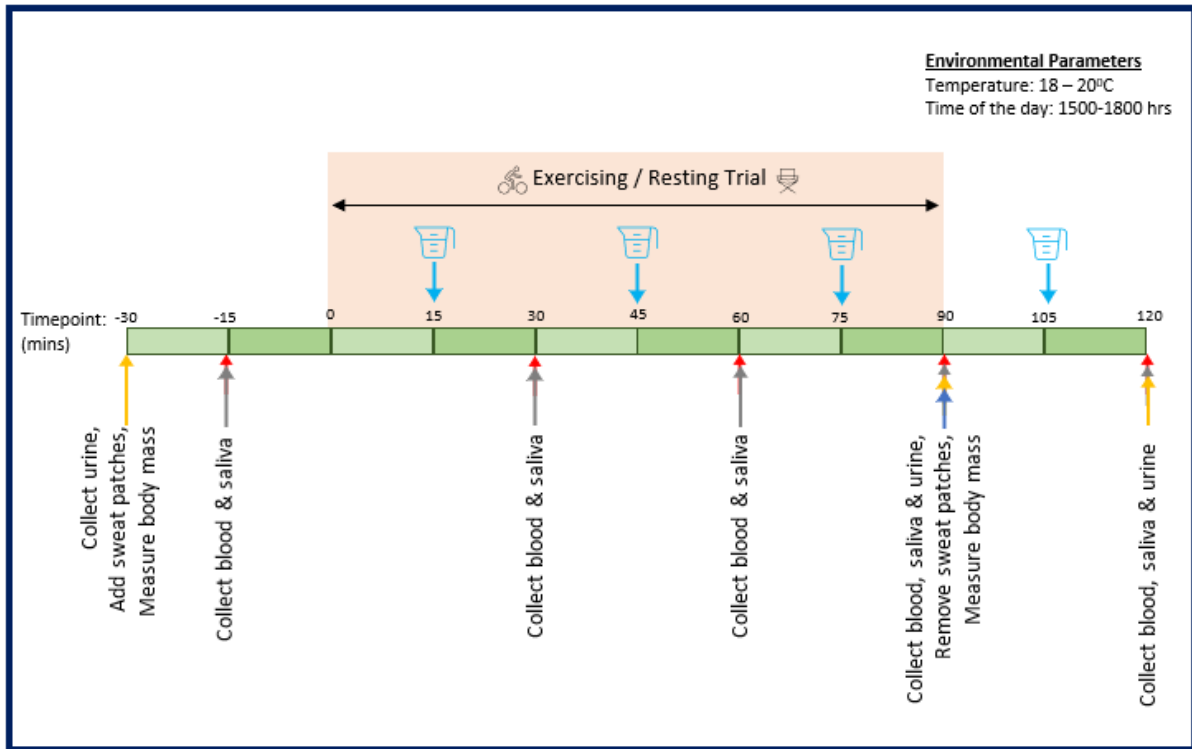 Environmental Parameters
Temperature: 18 – 20⁰C
Time of the day: 1500-1800 hrs
Exercising / Resting Trial
Timepoint: -30 -15 0 15 30 45 60 75 90 105 120
(mins)
Collect urine,
Add sweat patches,
Measure body mass
Collect blood & saliva
Collect blood & saliva
Collect blood & saliva
Collect blood, saliva & urine,
Remove sweat patches,
Measure body mass
Collect blood, saliva & urine